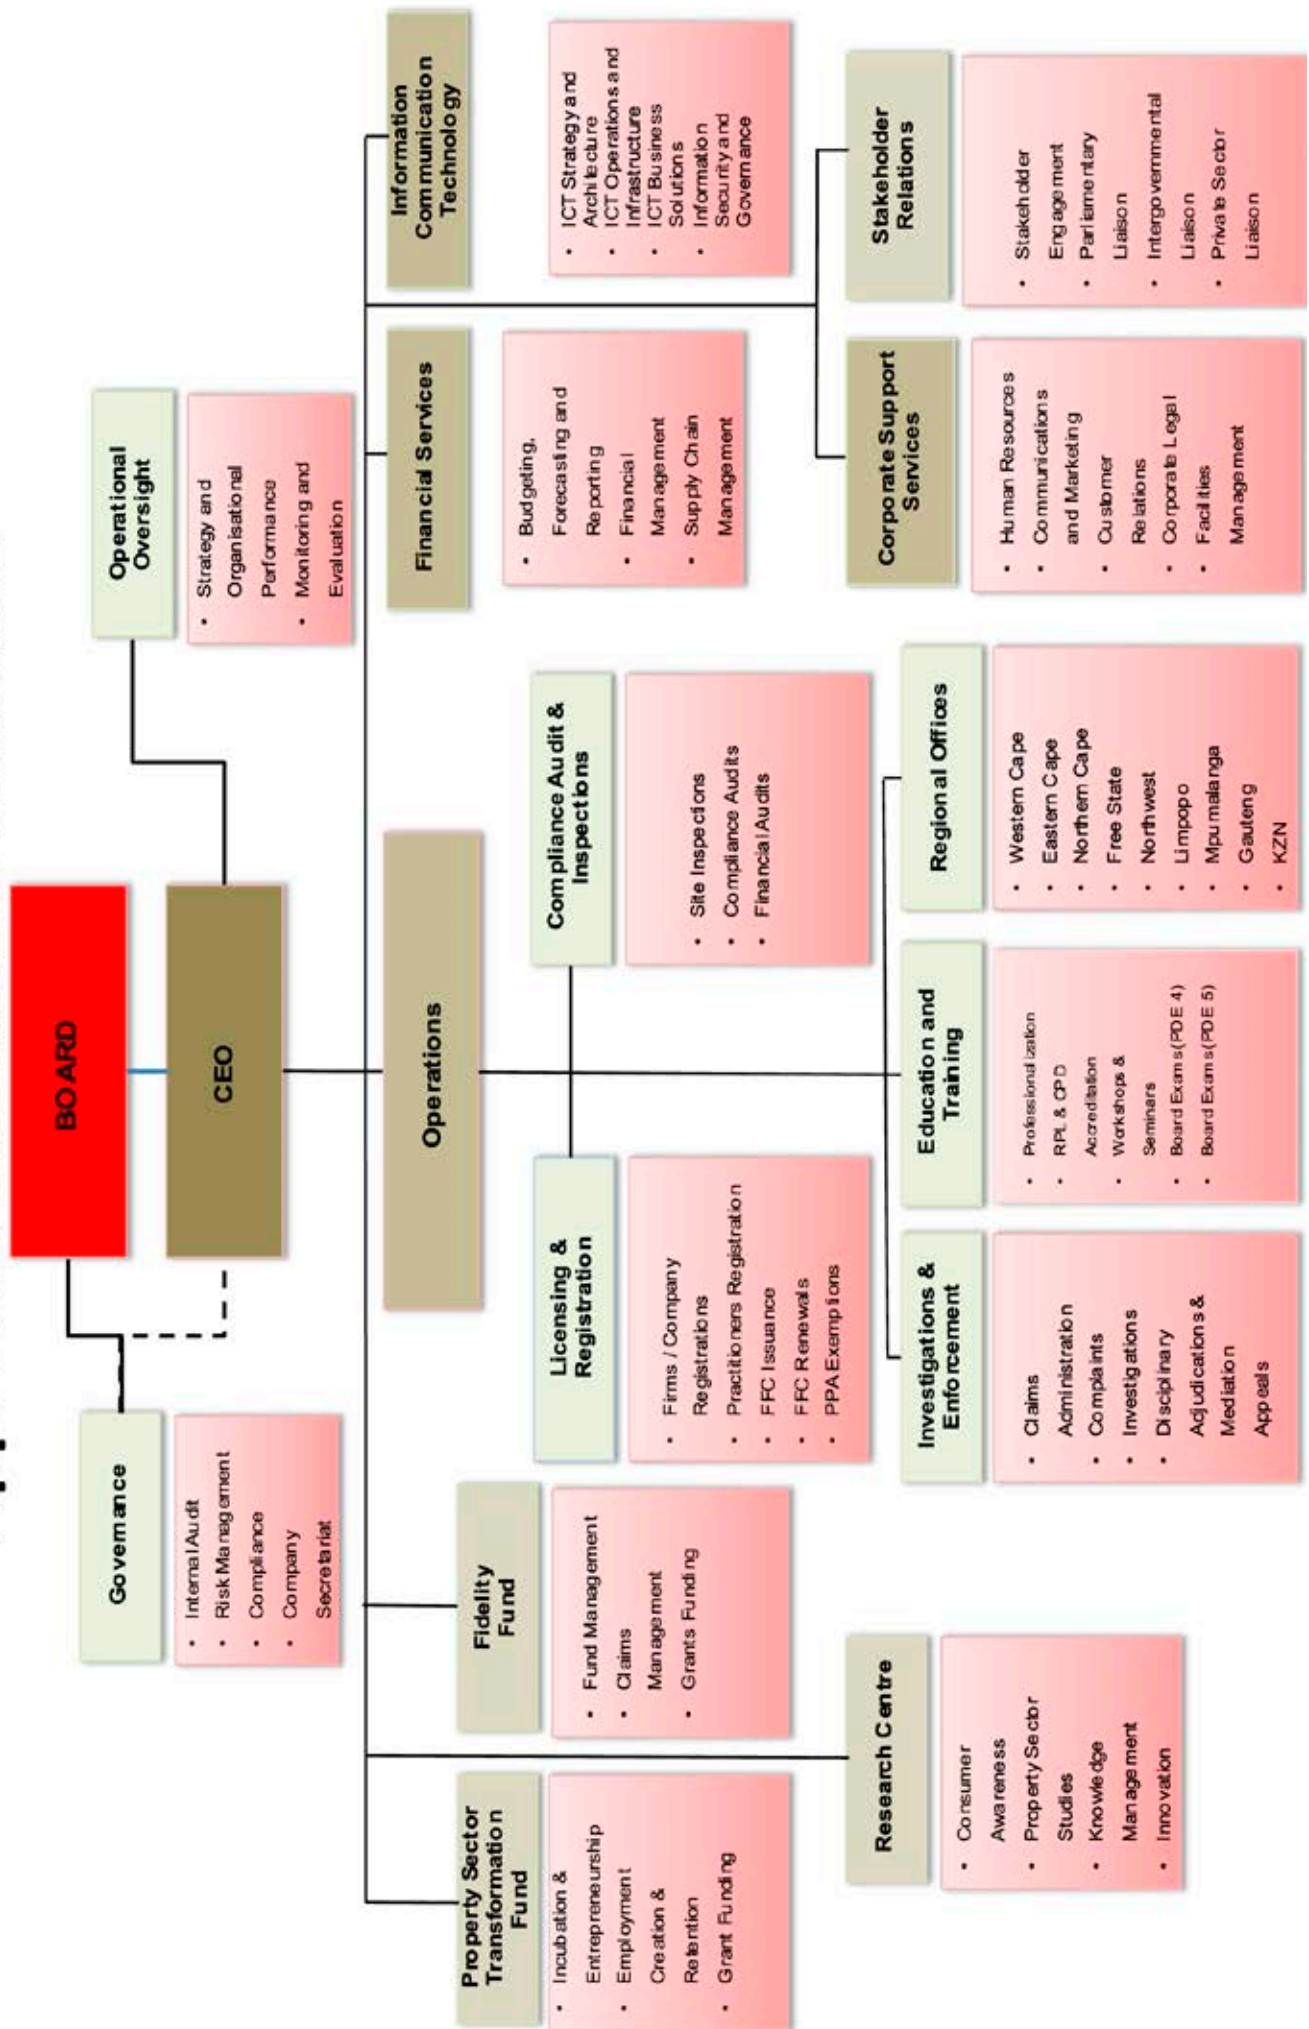 BOARD
CEO
Governance
• Internal Audit
• Risk Management
• Compliance
• Company
Secretariat
Operational
Oversight
• Strategy and
Organisational
Performance
• Monitoring and
Evaluation
Property Sector
Transformation
Fund
• Incubation &
Entrepreneurship
• Employment
Creation &
Retention
• Grant Funding
Fidelity
Fund
• Fund Management
• Claims
Management
• Grants Funding
Operations
Financial Services
• Budgeting,
Forecasting and
Reporting
• Financial
Management
• Supply Chain
Management
Information
Communication
Technology
• ICT Strategy and
Architecture
• ICT Operations and
Infrastructure
• ICT Business
Solutions
• Information
Security and
Governance
Licensing &
Registration
• Firms / Company
Registrations
• Practitioners Registration
• FFC Issuance
• FFC Renewals
• PPA Exemptions
Compliance Audit &
Inspections
• Site Inspections
• Compliance Audits
• Financial Audits
Research Centre
• Consumer
Awareness
• Property Sector
Studies
• Knowledge
Management
• Innovation
Investigations &
Enforcement
• Claims
Administration
• Complaints
• Investigations
• Disciplinary
Adjudications &
Mediation
Appeals
Education and
Training
• Professionalization
• RPL & CPD
Accreditation
• Workshops &
Seminars
• Board Exams (PDE 4)
• Board Exams (PDE 5)
Regional Offices
• Western Cape
• Eastern Cape
• Northern Cape
• Free State
• Northwest
• Limpopo
• Mpumalanga
• Gauteng
• KZN
Corporate Support
Services
• Human Resources
• Communications
and Marketing
• Customer
Relations
• Corporate Legal
• Facilities
Management
Stakeholder
Relations
• Stakeholder
Engagement
• Parliamentary
Liaison
• Intergovernmental
Liaison
• Private Sector
Liaison